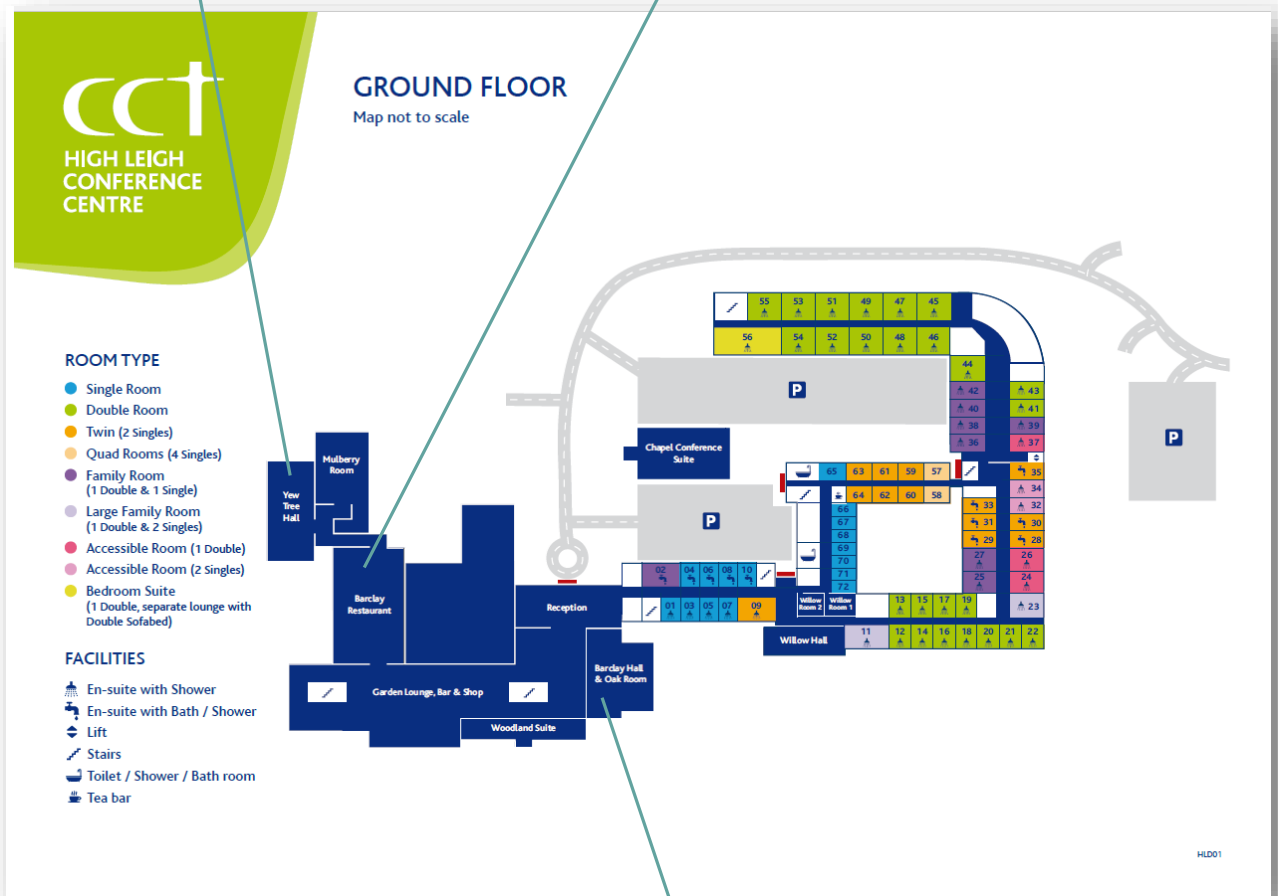 cct
HIGH LEIGH
CONFERENCE
CENTRE
GROUND FLOOR
Map not to scale
ROOM TYPE
Single Room
Double Room
Twin (2 Singles)
Quad Rooms (4 Singles)
Family Room
(1 Double & 1 Single)
Large Family Room
(1 Double & 2 Singles)
Accessible Room (1 Double)
Accessible Room (2 Singles)
Bedroom Suite
(1 Double, separate lounge with
Double Sofabed)
FACILITIES
En-suite with Shower
En-suite with Bath / Shower
Lift
Stairs
Toilet / Shower / Bath room
Tea bar
55 53 51 49 47 45
56 54 52 50 48 46
44
42 43
40 41
38 39
36 37
P
P
Chapel Conference
Suite
65 63 61 59 57
35
64 62 60 58
34
66
33 32
67
31 30
68
29 28
69
27 26
70
25 24
71
72
P
Mulberry
Room
Yew
Tree
Hall
Barclay
Restaurant
Reception
02 04 06 08 10
01 03 05 07 09
Willow
Room 2
Willow
Room 1
13 15 17 19
23
Willow Hall
11 12 14 16 18 20 21 22
Barclay Hall
& Oak Room
Garden Lounge, Bar & Shop
Woodland Suite
HLD01